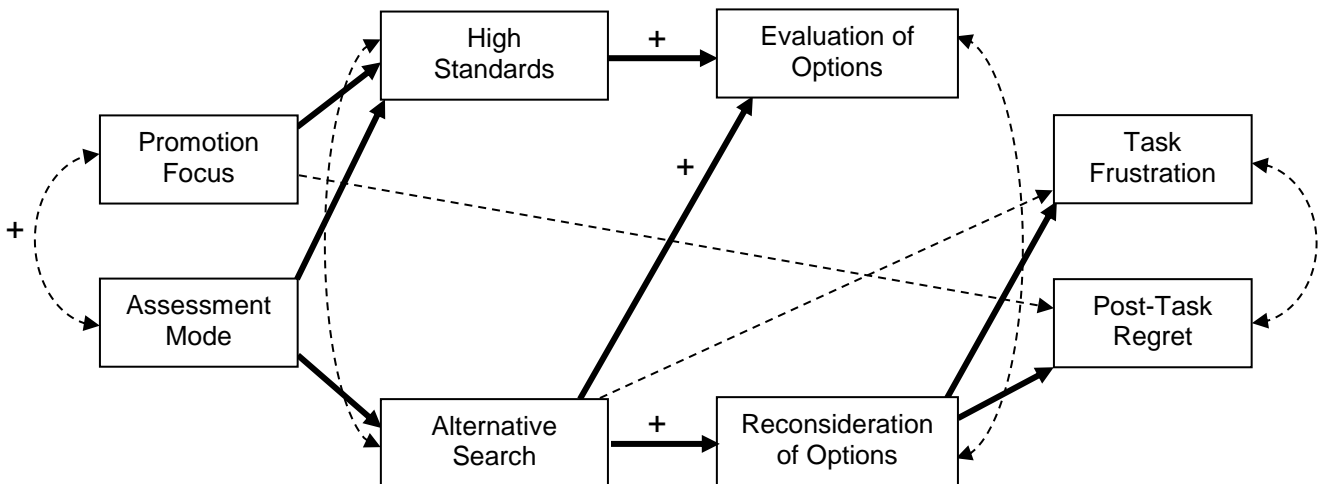 High
Standards
+
Evaluation of
Options
Promotion
Focus
+
Task
Frustration
+
Assessment
Mode
Post-Task
Regret
Alternative
Search
+
Reconsideration
of Options